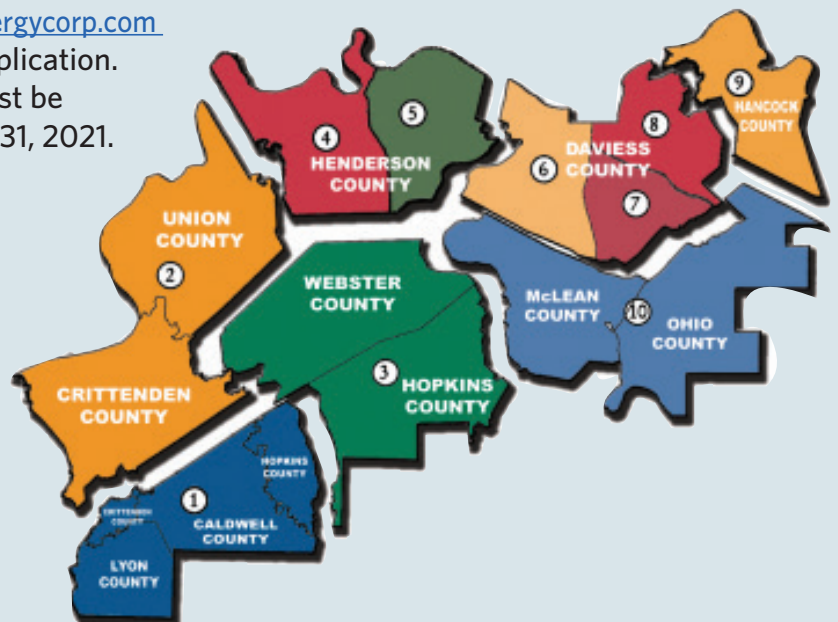 ergycorp.com
plication.
st be
31, 2021.
9
HANCOCK
COUNTY
5
8
4
HENDERSON
COUNTY
DAVIESS
COUNTY
6
7
UNION
COUNTY
2
WEBSTER
COUNTY
McLEAN
COUNTY
10
OHIO
COUNTY
3
HOPKINS
COUNTY
CRITTENDEN
COUNTY
HOPKINS
COUNTY
1
CRITTENDEN
COUNTY
CALDWELL
COUNTY
LYON
COUNTY